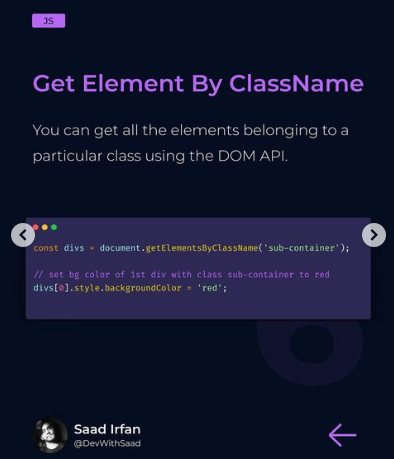 JS
Get Element By ClassName
You can get all the elements belonging to a
particular class using the DOM API.
const divs = document.getElementsByClassName('sub-container');
// set bg color of 1st div with class sub-container to red
divs[0].style.backgroundColor = 'red';
6
Saad Irfan
@DevWithSaad